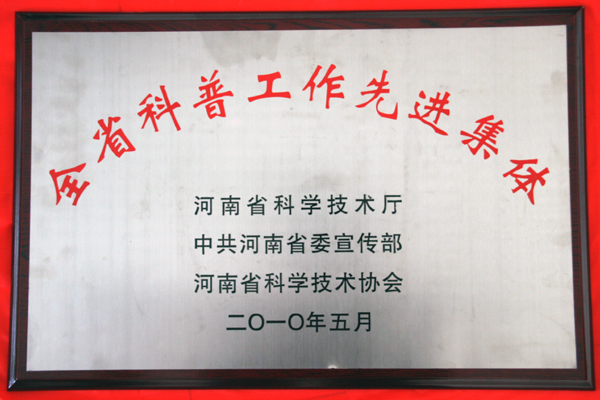 全省科普工作先进集体
河南省科学技术厅
中共河南省委宣传部
河南省科学技术协会
二〇一〇年五月